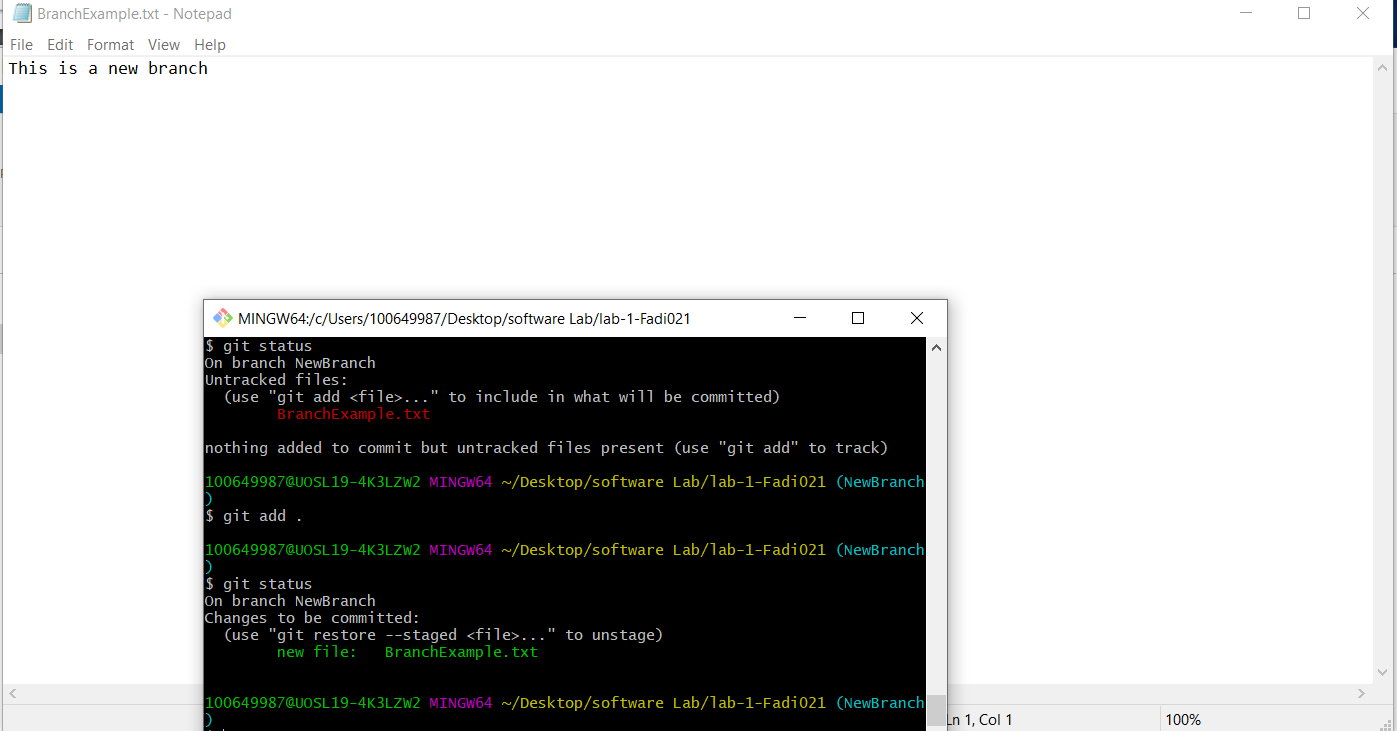 BranchExample.txt - Notepad
File Edit Format View Help
This is a new branch
MINGW64:/c/Users/100649987/Desktop/software Lab/lab-1-Fadi021
$ git status
On branch NewBranch
Untracked files:
  (use "git add <file>..." to include in what will be committed)
        BranchExample.txt
nothing added to commit but untracked files present (use "git add" to track)
100649987@UOSL19-4K3LZW2 MINGW64 ~/Desktop/software Lab/lab-1-Fadi021 (NewBranch
)
$ git add .
100649987@UOSL19-4K3LZW2 MINGW64 ~/Desktop/software Lab/lab-1-Fadi021 (NewBranch
)
$ git status
On branch NewBranch
Changes to be committed:
  (use "git restore --staged <file>..." to unstage)
        new file:   BranchExample.txt
100649987@UOSL19-4K3LZW2 MINGW64 ~/Desktop/software Lab/lab-1-Fadi021 (NewBranch
)
Ln 1, Col 1 100%